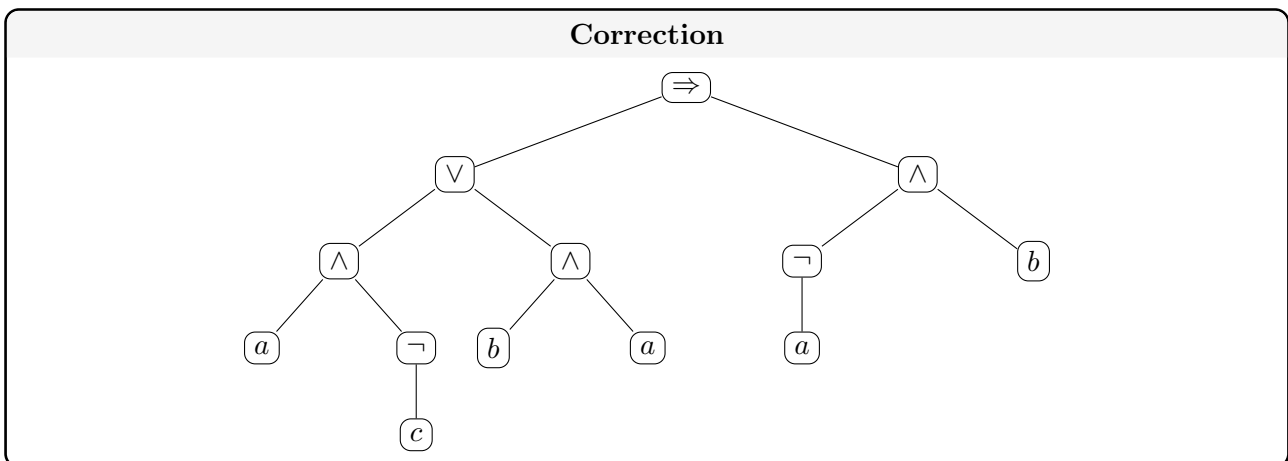 Correction
⇒
∨ ∧
∧ ∧ ¬ b
a ¬ b a a
c